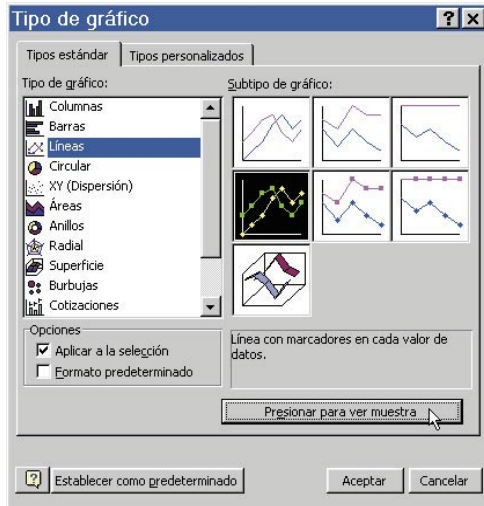 Tipo de gráfico
Tipos estándar Tipos personalizados
Tipo de gráfico:
Columnas
Barras
Líneas
Circular
XY (Dispersión)
Áreas
Anillos
Radial
Superficie
Burbujas
Cotizaciones
Subtipo de gráfico:
Opciones
Aplicar a la selección
Formato predeterminado
Línea con marcadores en cada valor de
datos.
Presionar para ver muestra
Establecer como predeterminado Aceptar Cancelar